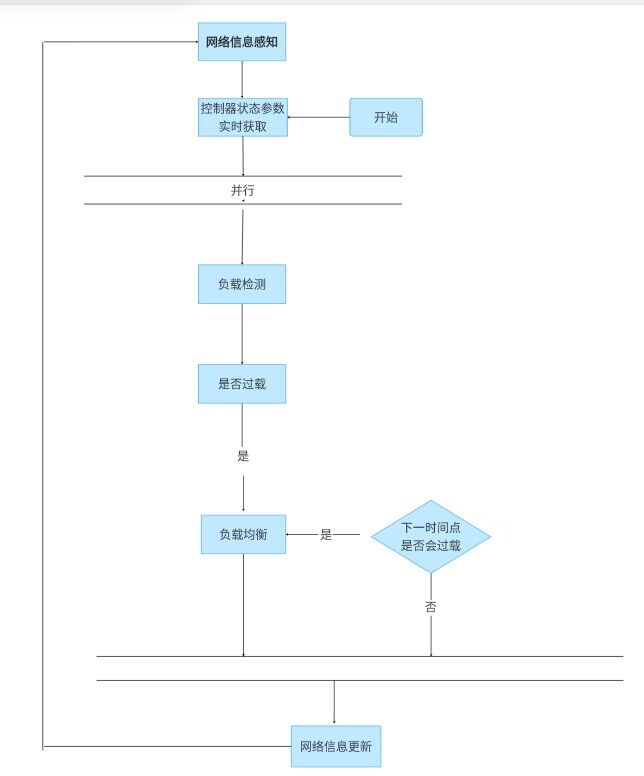 网络信息感知
控制器状态参数
实时获取
开始
并行
负载检测
是否过载
是
负载均衡
是
下一时间点
是否会过载
否
网络信息更新